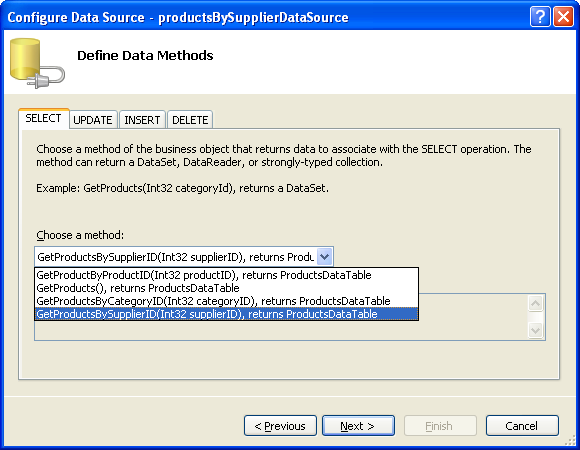 Configure Data Source - productsBySupplierDataSource
Define Data Methods
SELECT UPDATE INSERT DELETE
Choose a method of the business object that returns data to associate with the SELECT operation. The
method can return a DataSet, DataReader, or strongly-typed collection.
Example: GetProducts(Int32 categoryId), returns a DataSet.
Choose a method:
GetProductsBySupplierID(Int32 supplierID), returns Produ
GetProductByProductID(Int32 productID), returns ProductsDataTable
GetProducts(), returns ProductsDataTable
GetProductsByCategoryID(Int32 categoryID), returns ProductsDataTable
GetProductsBySupplierID(Int32 supplierID), returns ProductsDataTable
< Previous Next > Finish Cancel